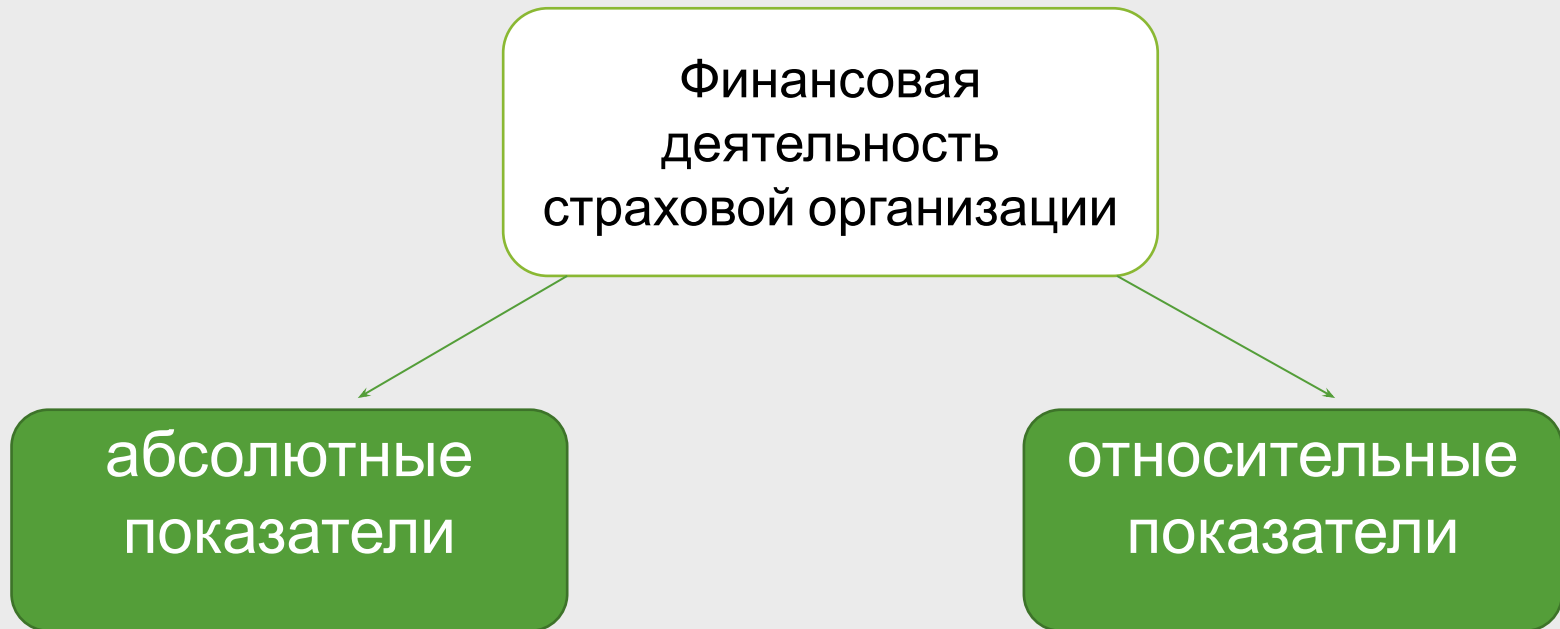 Финансовая
деятельность
страховой организации
абсолютные
показатели
относительные
показатели